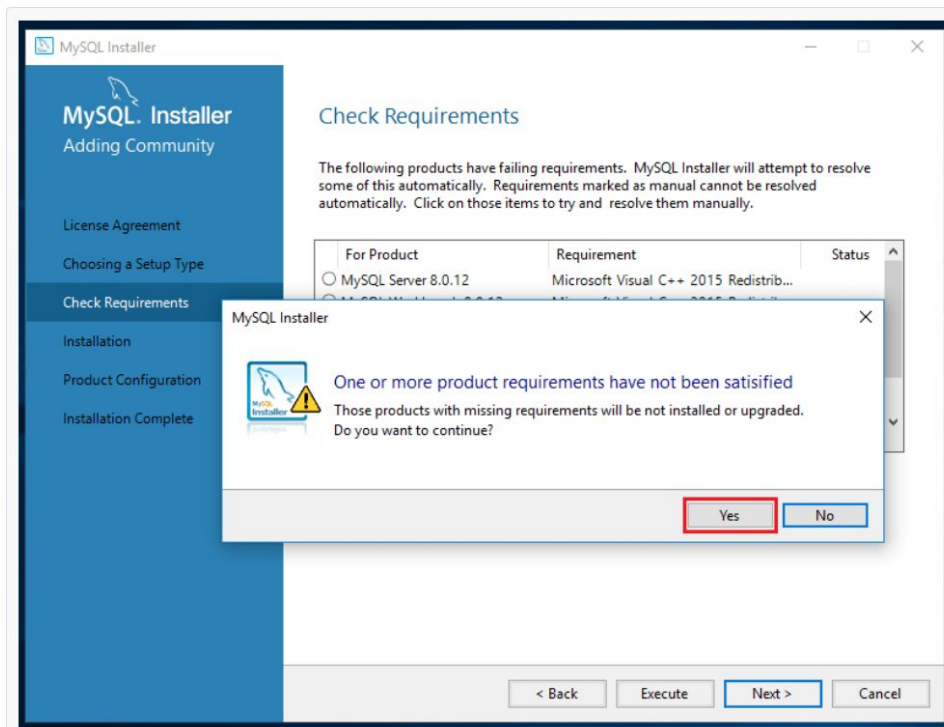 MySQL Installer
MySQL. Installer
Adding Community
License Agreement
Choosing a Setup Type
Check Requirements
Installation
Product Configuration
Installation Complete
Check Requirements
The following products have failing requirements. MySQL Installer will attempt to resolve
some of this automatically. Requirements marked as manual cannot be resolved
automatically. Click on those items to try and resolve them manually.
For Product Requirement Status
MySQL Server 8.0.12 Microsoft Visual C++ 2015 Redistrib...
MySQL Installer
MySQL
Installer
One or more product requirements have not been satisified
Those products with missing requirements will be not installed or upgraded.
Do you want to continue?
Yes No
< Back Execute Next > Cancel